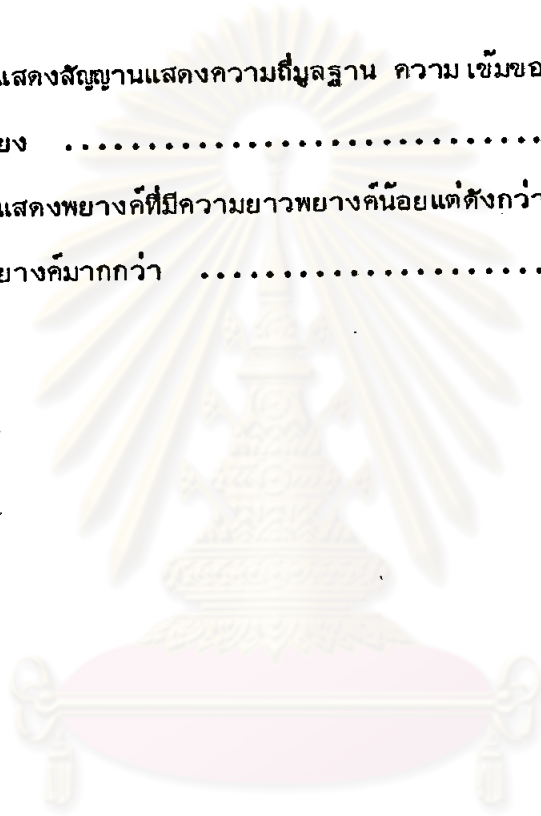 แสดงสัญญานแสดงความถี่มูลฐาน ความเข้มขอ
ยง ..............................
แสดงพยางค์ที่มีความยาวพยางค์น้อยแต่ดังกว่า
ยางค์มากกว่า ......................